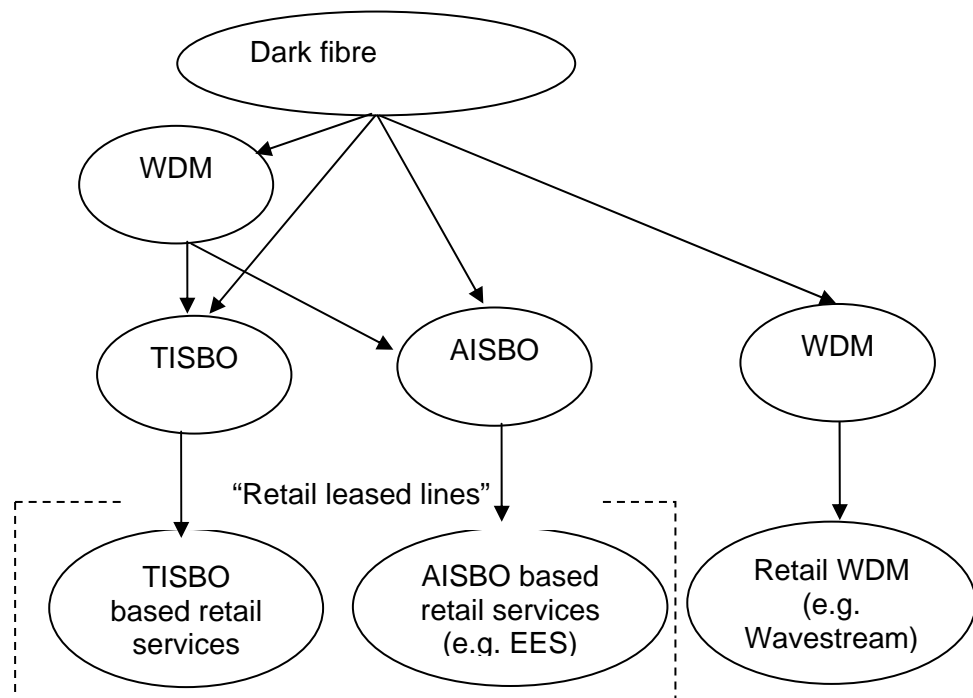 Dark fibre
WDM
TISBO
AISBO
WDM
“Retail leased lines”
TISBO
based retail
services
AISBO based
retail services
(e.g. EES)
Retail WDM
(e.g.
Wavestream)